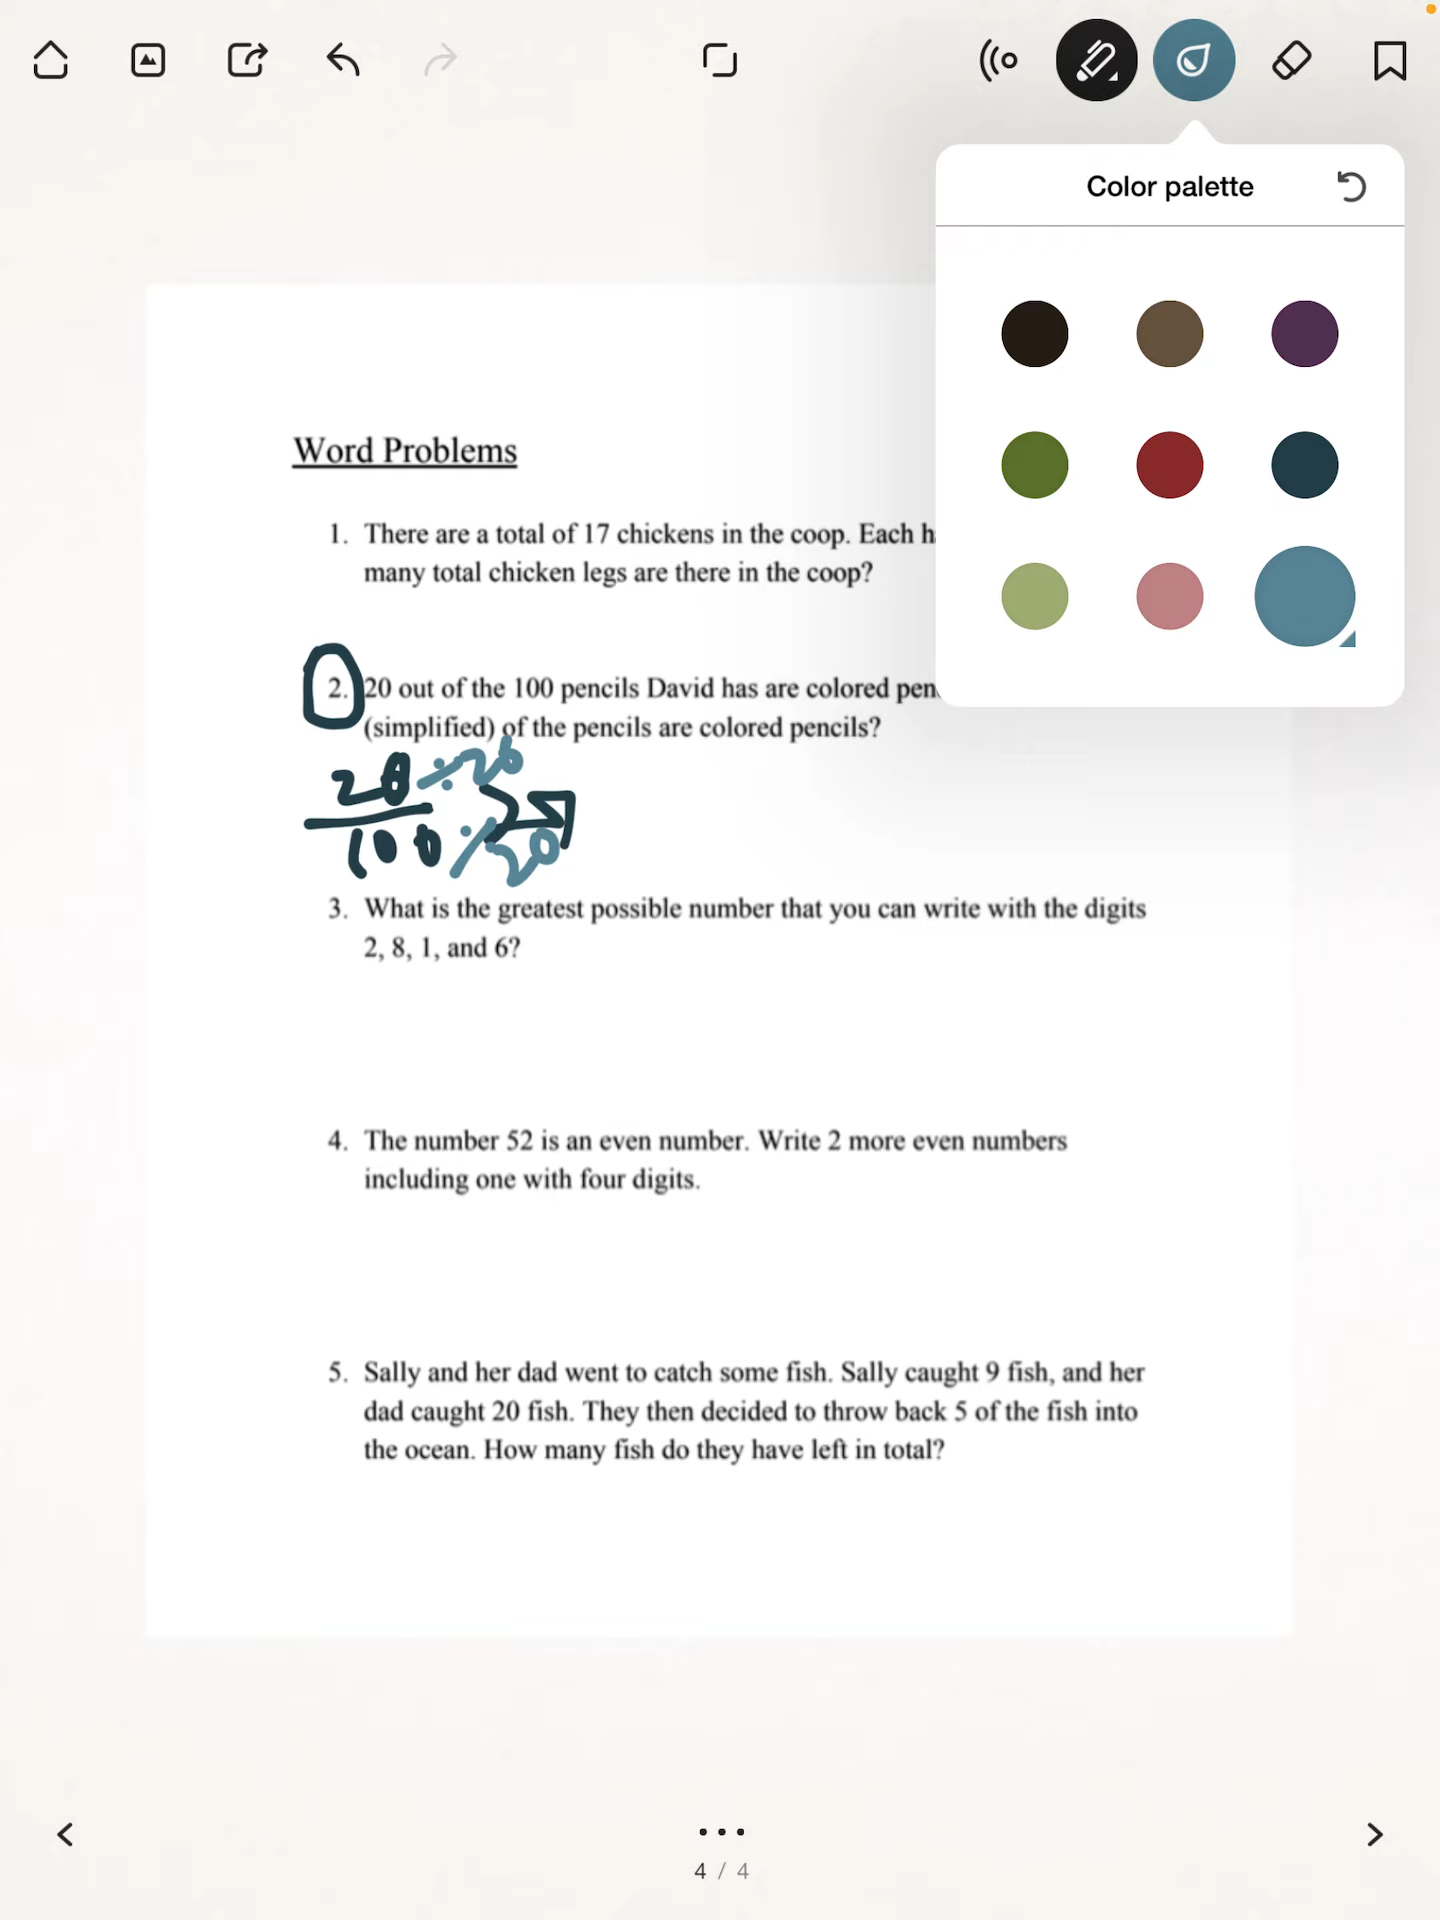 Color palette
Word Problems
1. There are a total of 17 chickens in the coop. Each h
many total chicken legs are there in the coop?
2. 20 out of the 100 pencils David has are colored pen
(simplified) of the pencils are colored pencils?
20 ÷ 20
100 ÷ 20
3. What is the greatest possible number that you can write with the digits
2, 8, 1, and 6?
4. The number 52 is an even number. Write 2 more even numbers
including one with four digits.
5. Sally and her dad went to catch some fish. Sally caught 9 fish, and her
dad caught 20 fish. They then decided to throw back 5 of the fish into
the ocean. How many fish do they have left in total?
4 / 4